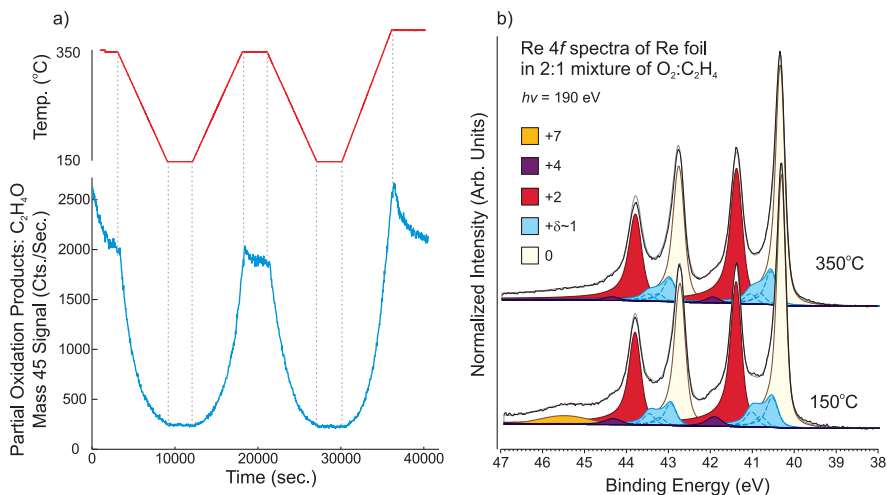 a)
Temp. (°C)
350
150
Partial Oxidation Products: C₂H₄O
Mass 45 Signal (Cts./Sec.)
2500
2000
1500
1000
500
0
0
10000
20000
30000
40000
Time (sec.)
b)
Re 4f spectra of Re foil
in 2:1 mixture of O₂:C₂H₄
hν = 190 eV
+7
+4
+2
+δ~1
0
350°C
150°C
Normalized Intensity (Arb. Units)
47
46
45
44
43
42
41
40
39
38
Binding Energy (eV)